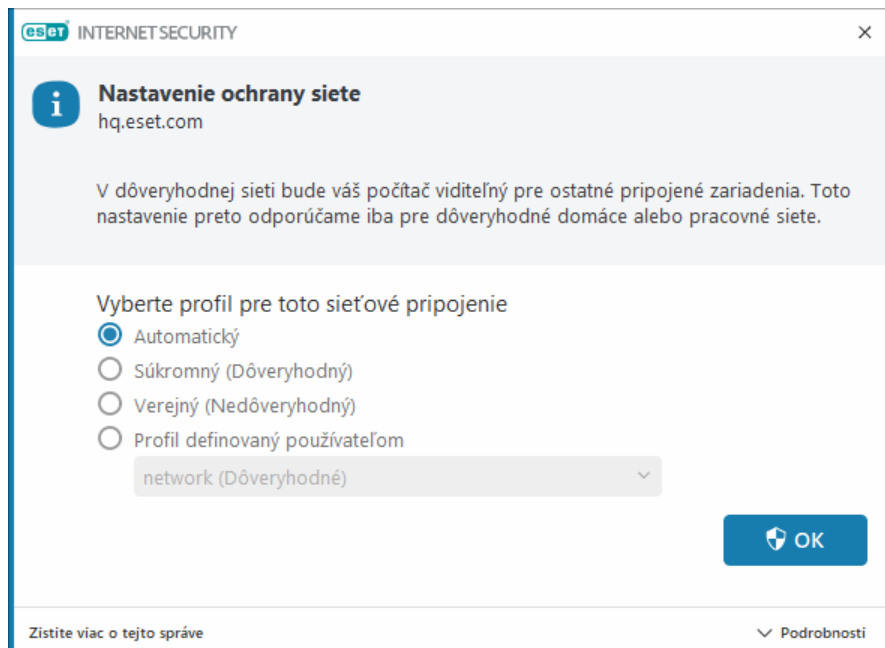 eset INTERNET SECURITY
Nastavenie ochrany siete
hq.eset.com
V dôveryhodnej sieti bude váš počítač viditeľný pre ostatné pripojené zariadenia. Toto
nastavenie preto odporúčame iba pre dôveryhodné domáce alebo pracovné siete.
Vyberte profil pre toto sieťové pripojenie
Automatický
Súkromný (Dôveryhodný)
Verejný (Nedôveryhodný)
Profil definovaný používateľom
network (Dôveryhodné)
OK
Zistite viac o tejto správe
Podrobnosti